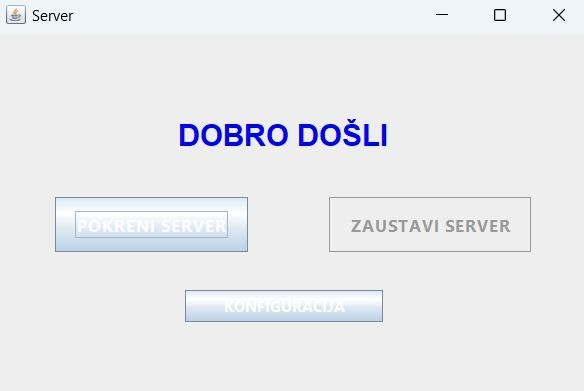 Server
DOBRO DOŠLI
POKRENI SERVER
ZAUSTAVI SERVER
KONFIGURACIJA